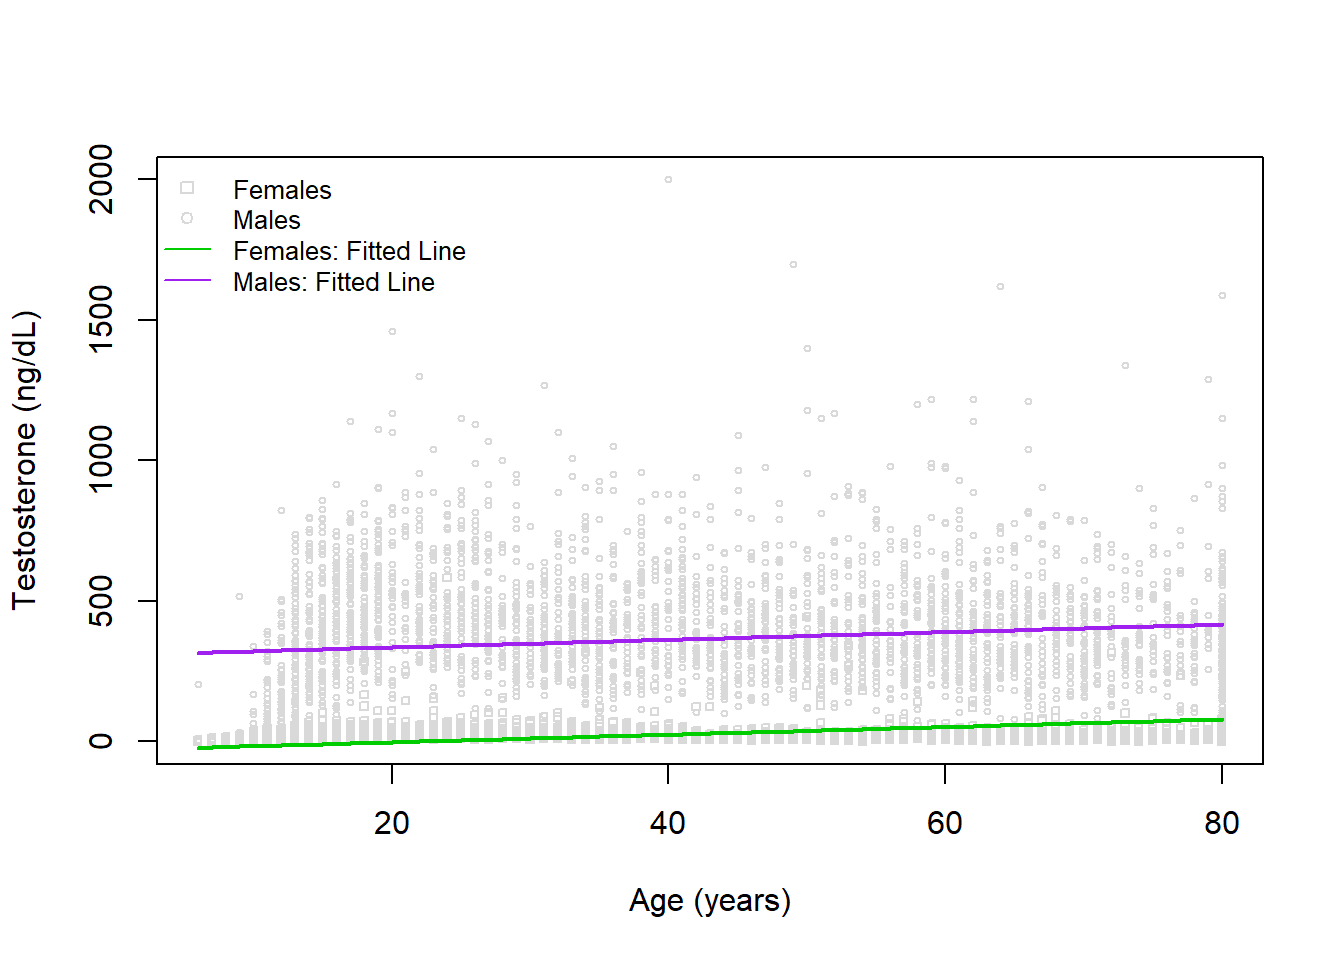 2000
1500
1000
500
0
Testosterone (ng/dL)
Females
Males
Females: Fitted Line
Males: Fitted Line
20 40 60 80
Age (years)